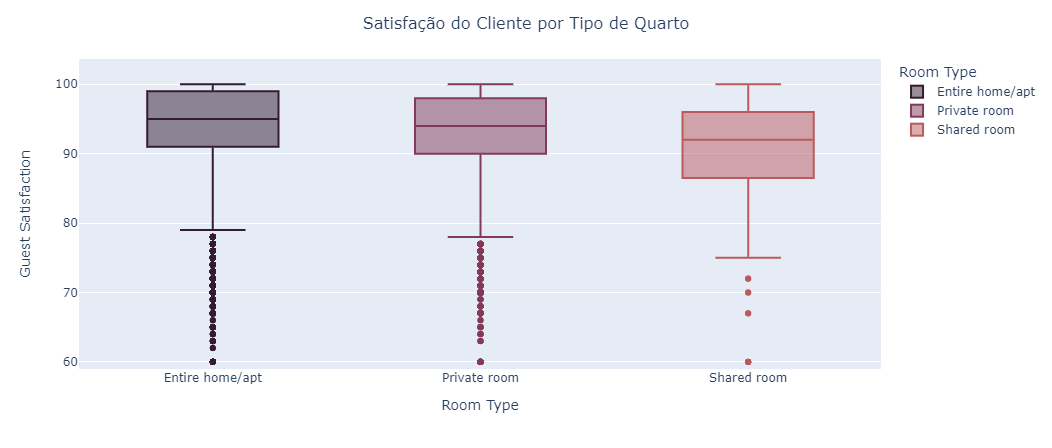 Satisfação do Cliente por Tipo de Quarto
Room Type
Entire home/apt
Private room
Shared room
Guest Satisfaction
100
90
80
70
60
Entire home/apt
Private room
Shared room
Room Type